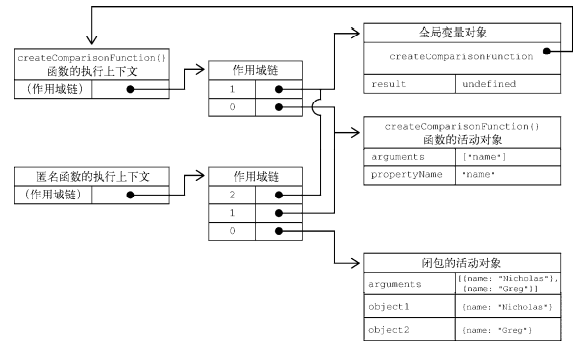 createComparisonFunction()
函数的执行上下文
(作用域链)
作用域链
1
0
全局变量对象
createComparisonFunction
result undefined
createComparisonFunction()
函数的活动对象
arguments ["name"]
propertyName "name"
匿名函数的执行上下文
(作用域链)
作用域链
2
1
0
闭包的活动对象
arguments [{name: "Nicholas"},
{name: "Greg"}]
object1 {name: "Nicholas"}
object2 {name: "Greg"}